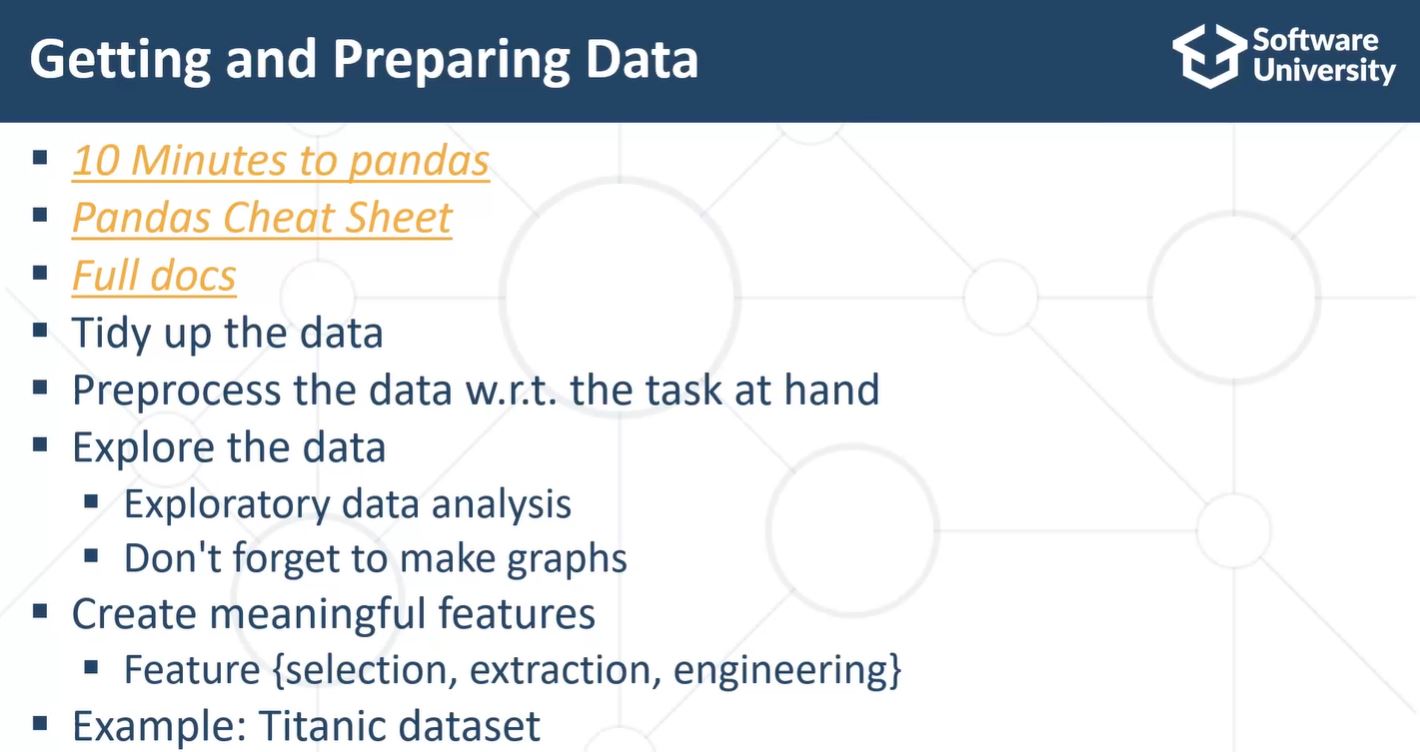 Getting and Preparing Data
Software
University
▪ 10 Minutes to pandas
▪ Pandas Cheat Sheet
▪ Full docs
▪ Tidy up the data
▪ Preprocess the data w.r.t. the task at hand
▪ Explore the data
▪ Exploratory data analysis
▪ Don't forget to make graphs
▪ Create meaningful features
▪ Feature {selection, extraction, engineering}
▪ Example: Titanic dataset